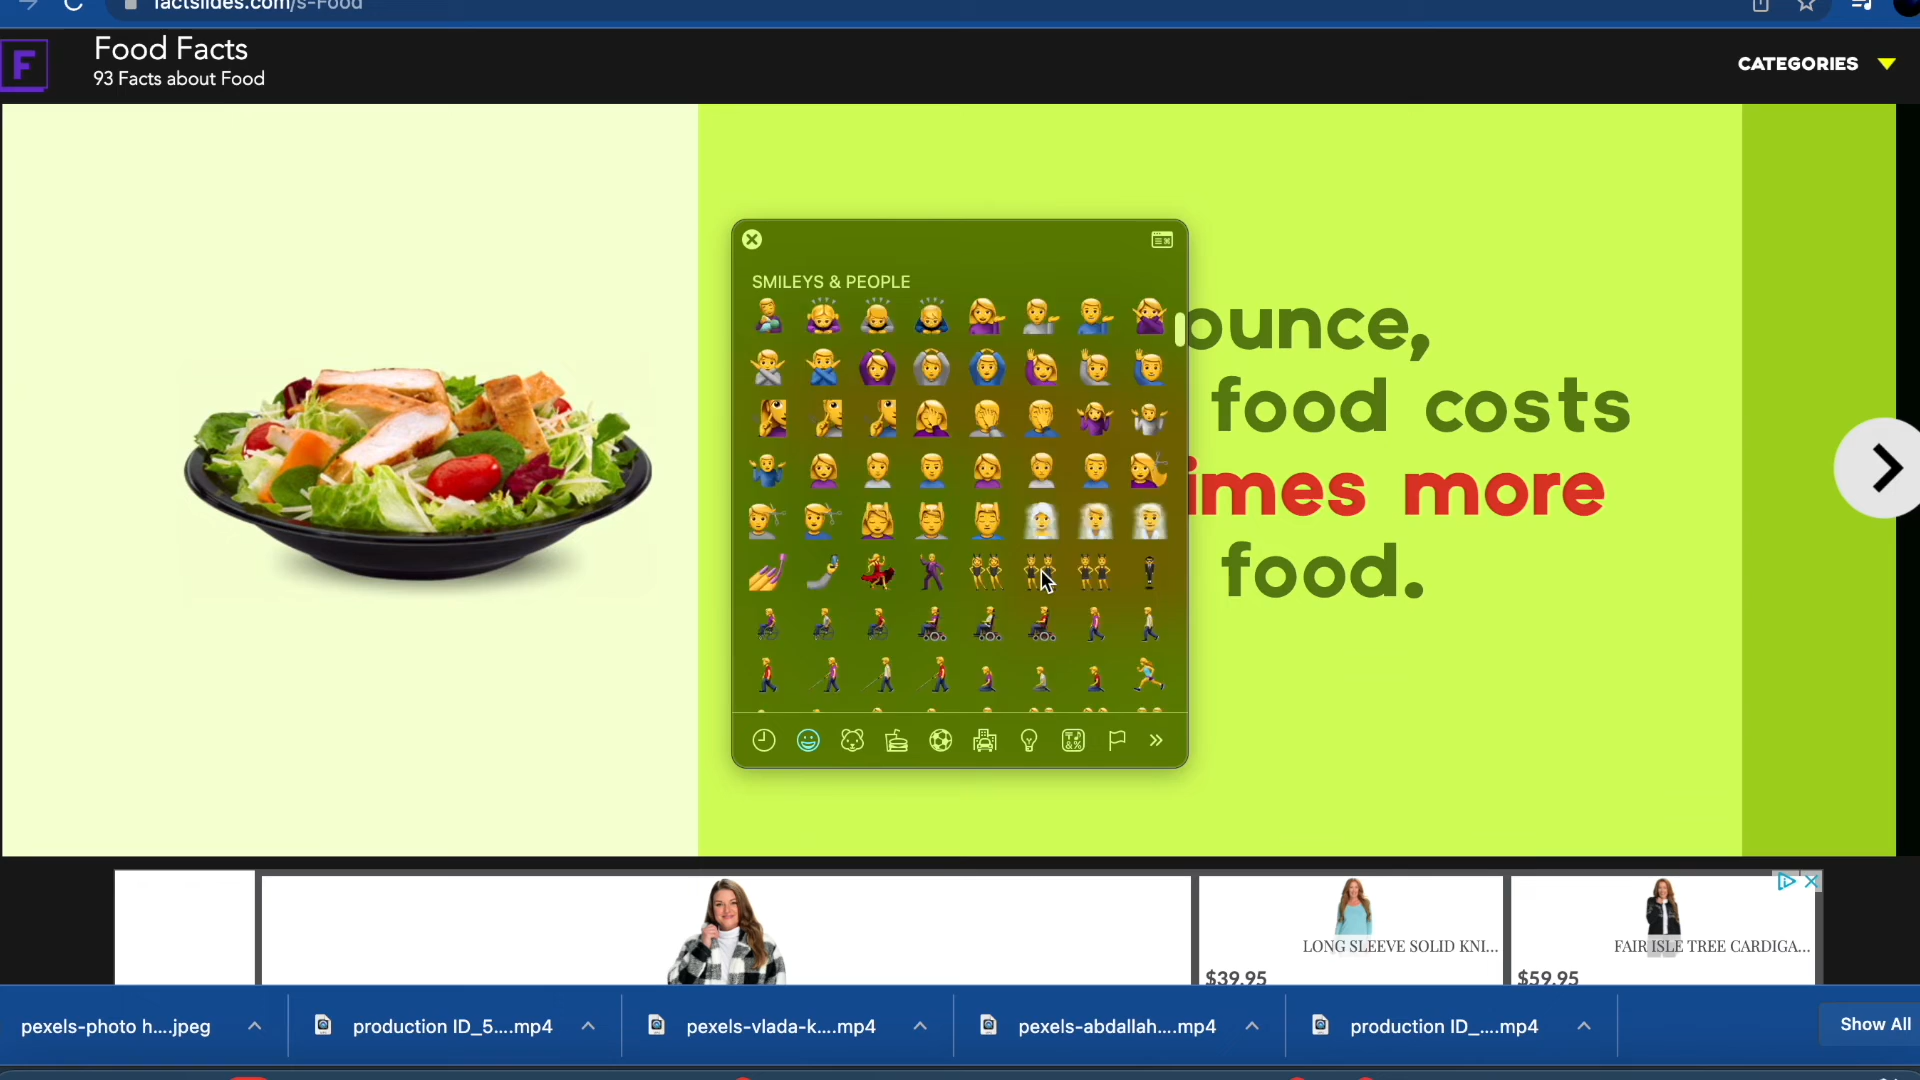 factslides.com/s-Food
F
Food Facts
93 Facts about Food
CATEGORIES
SMILEYS & PEOPLE
ounce,
food costs
imes more
food.
LONG SLEEVE SOLID KNI...
$39.95
FAIR ISLE TREE CARDIGA...
$59.95
pexels-photo h....jpeg
production ID_5....mp4
pexels-vlada-k....mp4
pexels-abdallah....mp4
production ID_....mp4
Show All